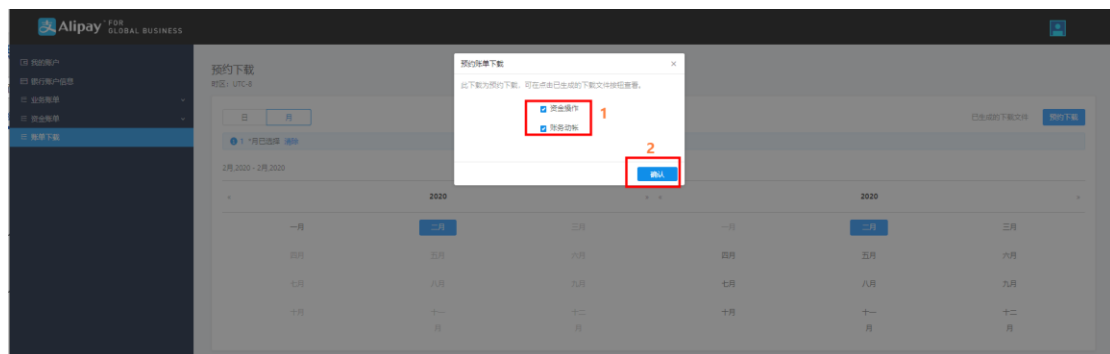 Alipay FOR GLOBAL BUSINESS
我的账户
银行账户信息
业务账单
资金账单
账单下载
预约下载
时区：UTC-8
日 月
已生成的下载文件 预约下载
1 个月已选择 清除
2月,2020 - 2月,2020
预约账单下载 ×
此下载为预约下载，可在点击已生成的下载文件按钮查看。
资金操作
账务动帐
1
2
确认
2020 2020
一月 二月 三月 一月 二月 三月
四月 五月 六月 四月 五月 六月
七月 八月 九月 七月 八月 九月
十月 十一月 十二月 十月 十一月 十二月